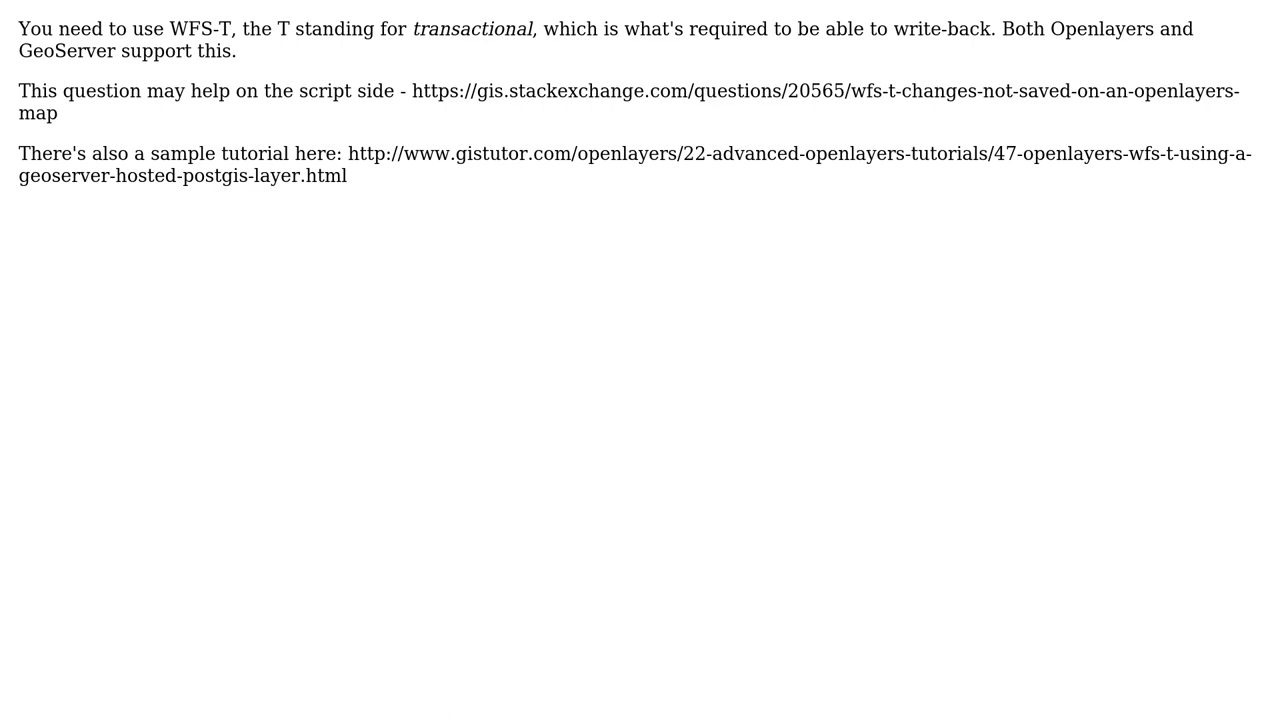 You need to use WFS-T, the T standing for transactional, which is what's required to be able to write-back. Both Openlayers and
GeoServer support this.
This question may help on the script side - https://gis.stackexchange.com/questions/20565/wfs-t-changes-not-saved-on-an-openlayers-
map
There's also a sample tutorial here: http://www.gistutor.com/openlayers/22-advanced-openlayers-tutorials/47-openlayers-wfs-t-using-a-
geoserver-hosted-postgis-layer.html